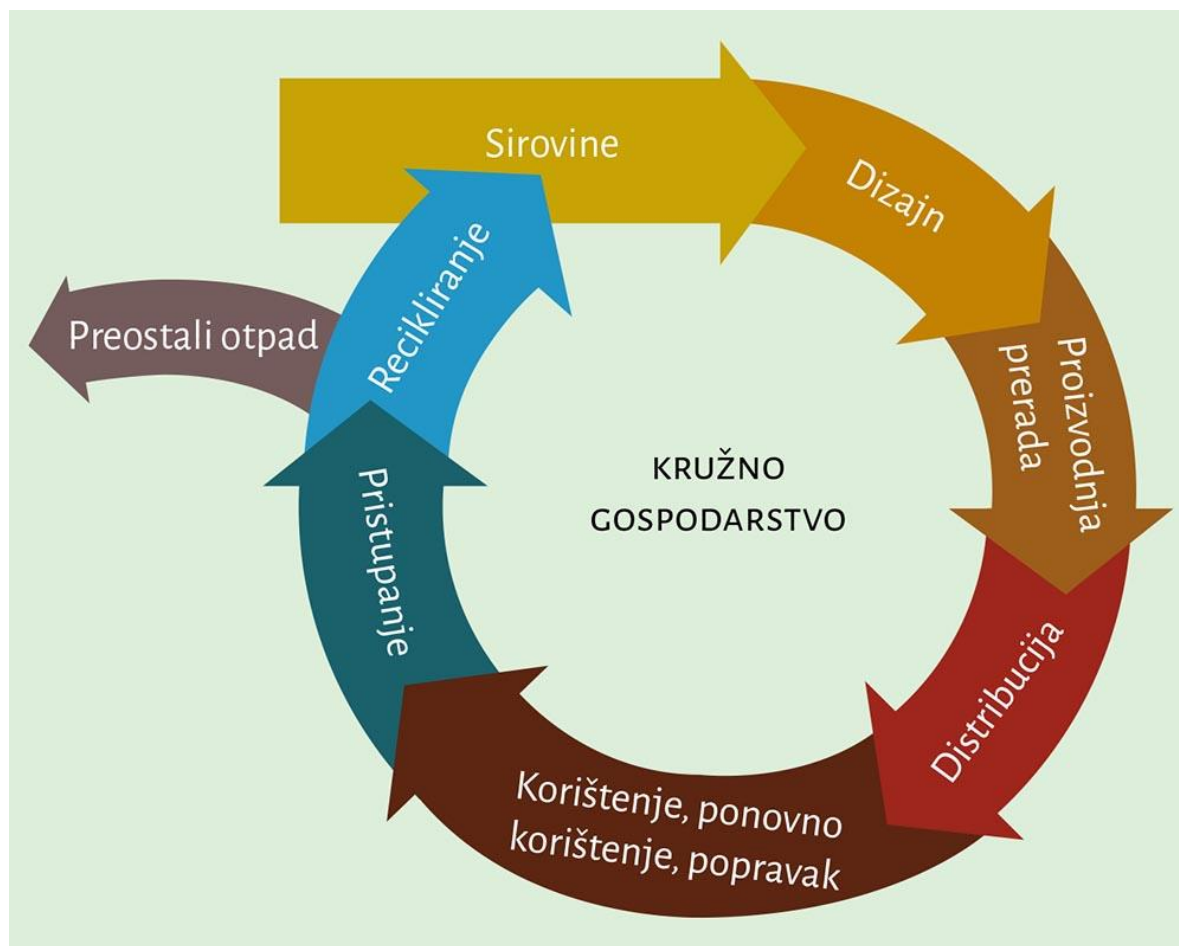 Sirovine
Dizajn
Proizvodnja
prerada
Distribucija
Korištenje, ponovno
korištenje, popravak
Pristupanje
Recikliranje
Preostali otpad
KRUŽNO
GOSPODARSTVO